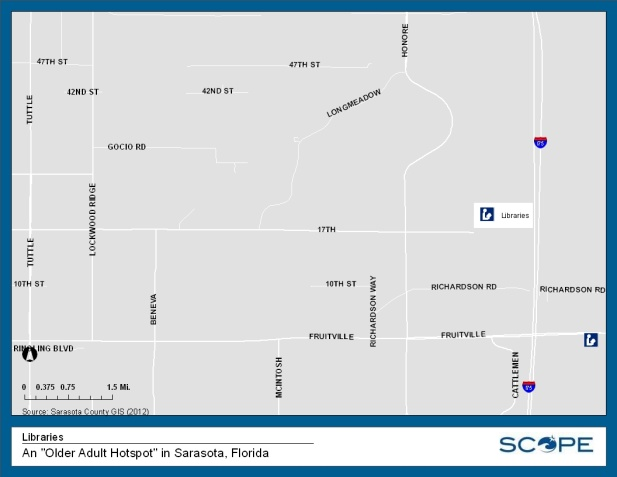 HONORE
47TH ST
47TH ST
42ND ST
42ND ST
TUTTLE
LONGMEADOW
GOCIO RD
LOCKWOOD RIDGE
Libraries
17TH
TUTTLE
10TH ST
10TH ST
RICHARDSON WAY
RICHARDSON RD
RICHARDSON RD
BENEVA
FRUITVILLE
FRUITVILLE
RINGLING BLVD
MCINTOSH
CATTLEMEN
0 0.375 0.75 1.5 Mi.
Source: Sarasota County GIS (2012)
Libraries
An "Older Adult Hotspot" in Sarasota, Florida
SCOPE